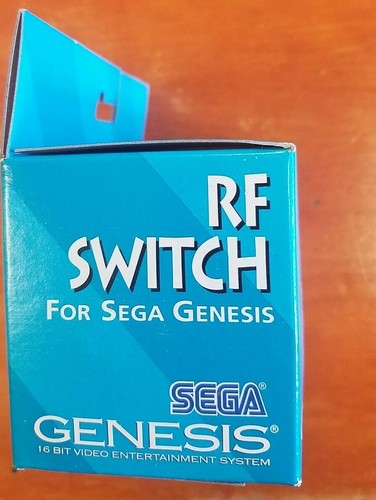 RF
SWITCH
FOR SEGA GENESIS
SEGA®
GENESIS®
16 BIT VIDEO ENTERTAINMENT SYSTEM